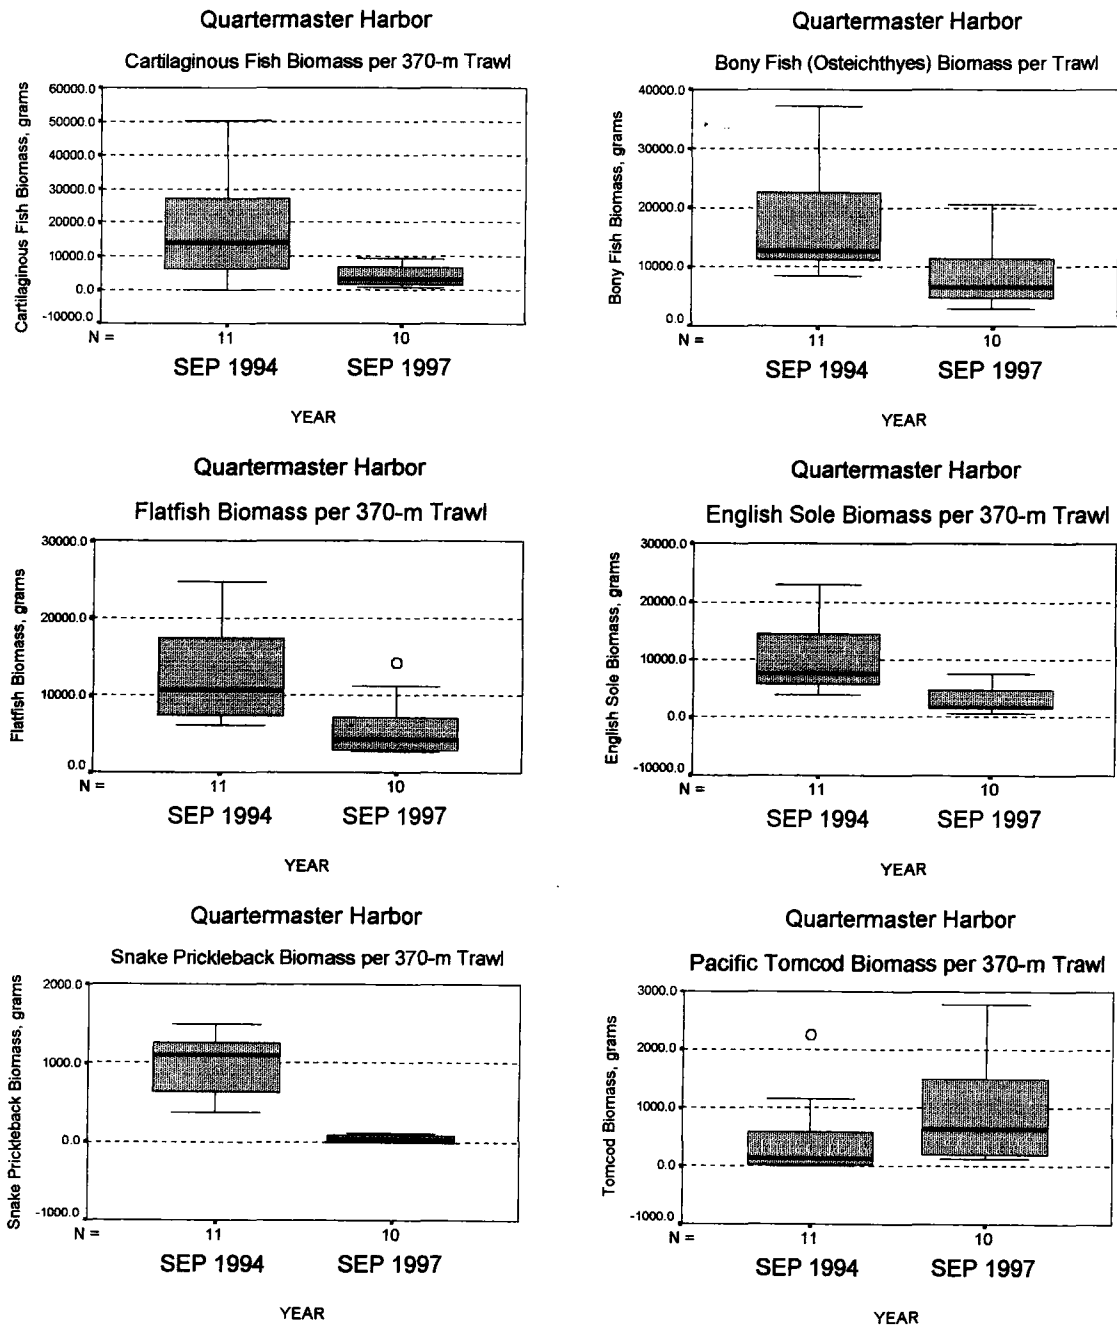 Quartermaster Harbor
Cartilaginous Fish Biomass per 370-m Trawl
Cartilaginous Fish Biomass, grams
60000.0
50000.0
40000.0
30000.0
20000.0
10000.0
0.0
-10000.0
N =
11
10
SEP 1994
SEP 1997
YEAR
Quartermaster Harbor
Bony Fish (Osteichthyes) Biomass per Trawl
Bony Fish Biomass, grams
40000.0
30000.0
20000.0
10000.0
0.0
N =
11
10
SEP 1994
SEP 1997
YEAR
Quartermaster Harbor
Flatfish Biomass per 370-m Trawl
Flatfish Biomass, grams
30000.0
20000.0
10000.0
0.0
N =
11
10
SEP 1994
SEP 1997
YEAR
Quartermaster Harbor
English Sole Biomass per 370-m Trawl
English Sole Biomass, grams
30000.0
20000.0
10000.0
0.0
-10000.0
N =
11
10
SEP 1994
SEP 1997
YEAR
Quartermaster Harbor
Snake Prickleback Biomass per 370-m Trawl
Snake Prickleback Biomass, grams
2000.0
1000.0
0.0
-1000.0
N =
11
10
SEP 1994
SEP 1997
YEAR
Quartermaster Harbor
Pacific Tomcod Biomass per 370-m Trawl
Tomcod Biomass, grams
3000.0
2000.0
1000.0
0.0
-1000.0
N =
11
10
SEP 1994
SEP 1997
YEAR